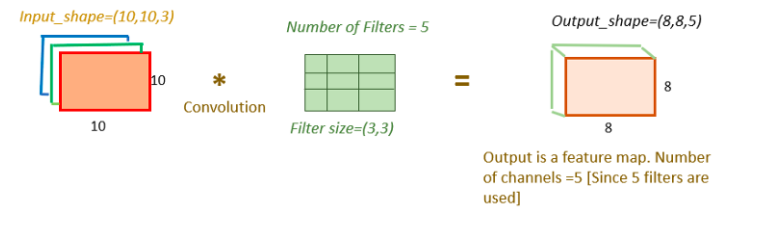 Input_shape=(10,10,3)
Number of Filters = 5
Output_shape=(8,8,5)
10
*
=
8
Convolution
10
Filter size=(3,3)
8
Output is a feature map. Number
of channels =5 [Since 5 filters are
used]